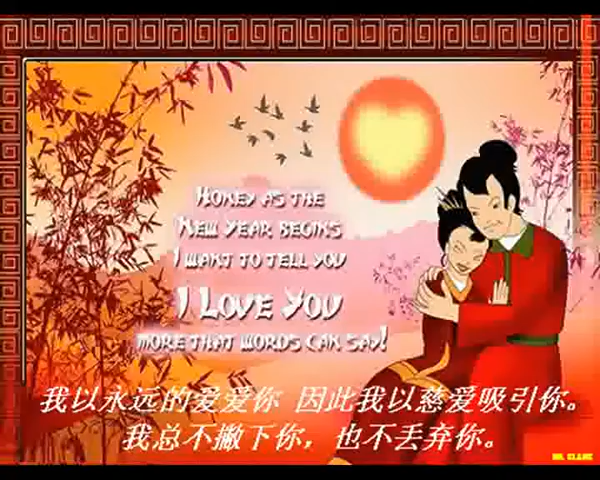 Honey as the
New Year begins
I want to tell you
I Love You
more that words can say!
我以永远的爱爱你 因此我以慈爱吸引你。
我总不撇下你，也不丢弃你。